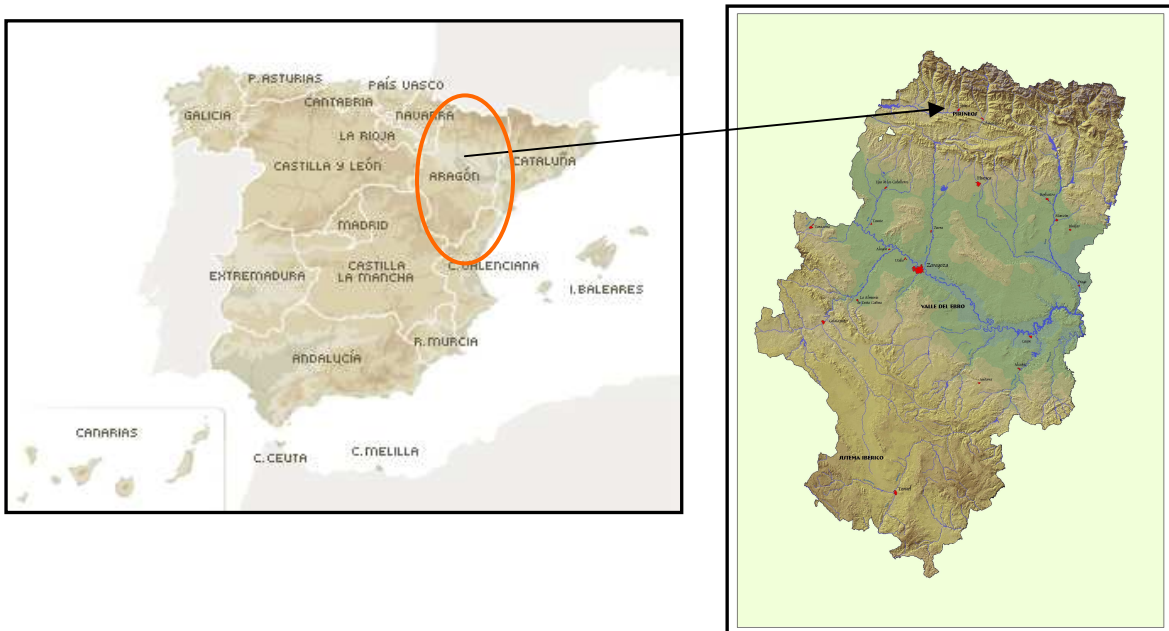 P. ASTURIAS
PAÍS VASCO
CANTABRIA
GALICIA
NAVARRA
LA RIOJA
CATALUÑA
CASTILLA Y LEÓN
ARAGÓN
MADRID
C. VALENCIANA
EXTREMADURA
CASTILLA
LA MANCHA
I. BALEARES
R. MURCIA
ANDALUCÍA
CANARIAS
C. CEUTA
C. MELILLA
PIRINEOS
Huesca
Zaragoza
VALLE DEL EBRO
SISTEMA IBERICO
Teruel